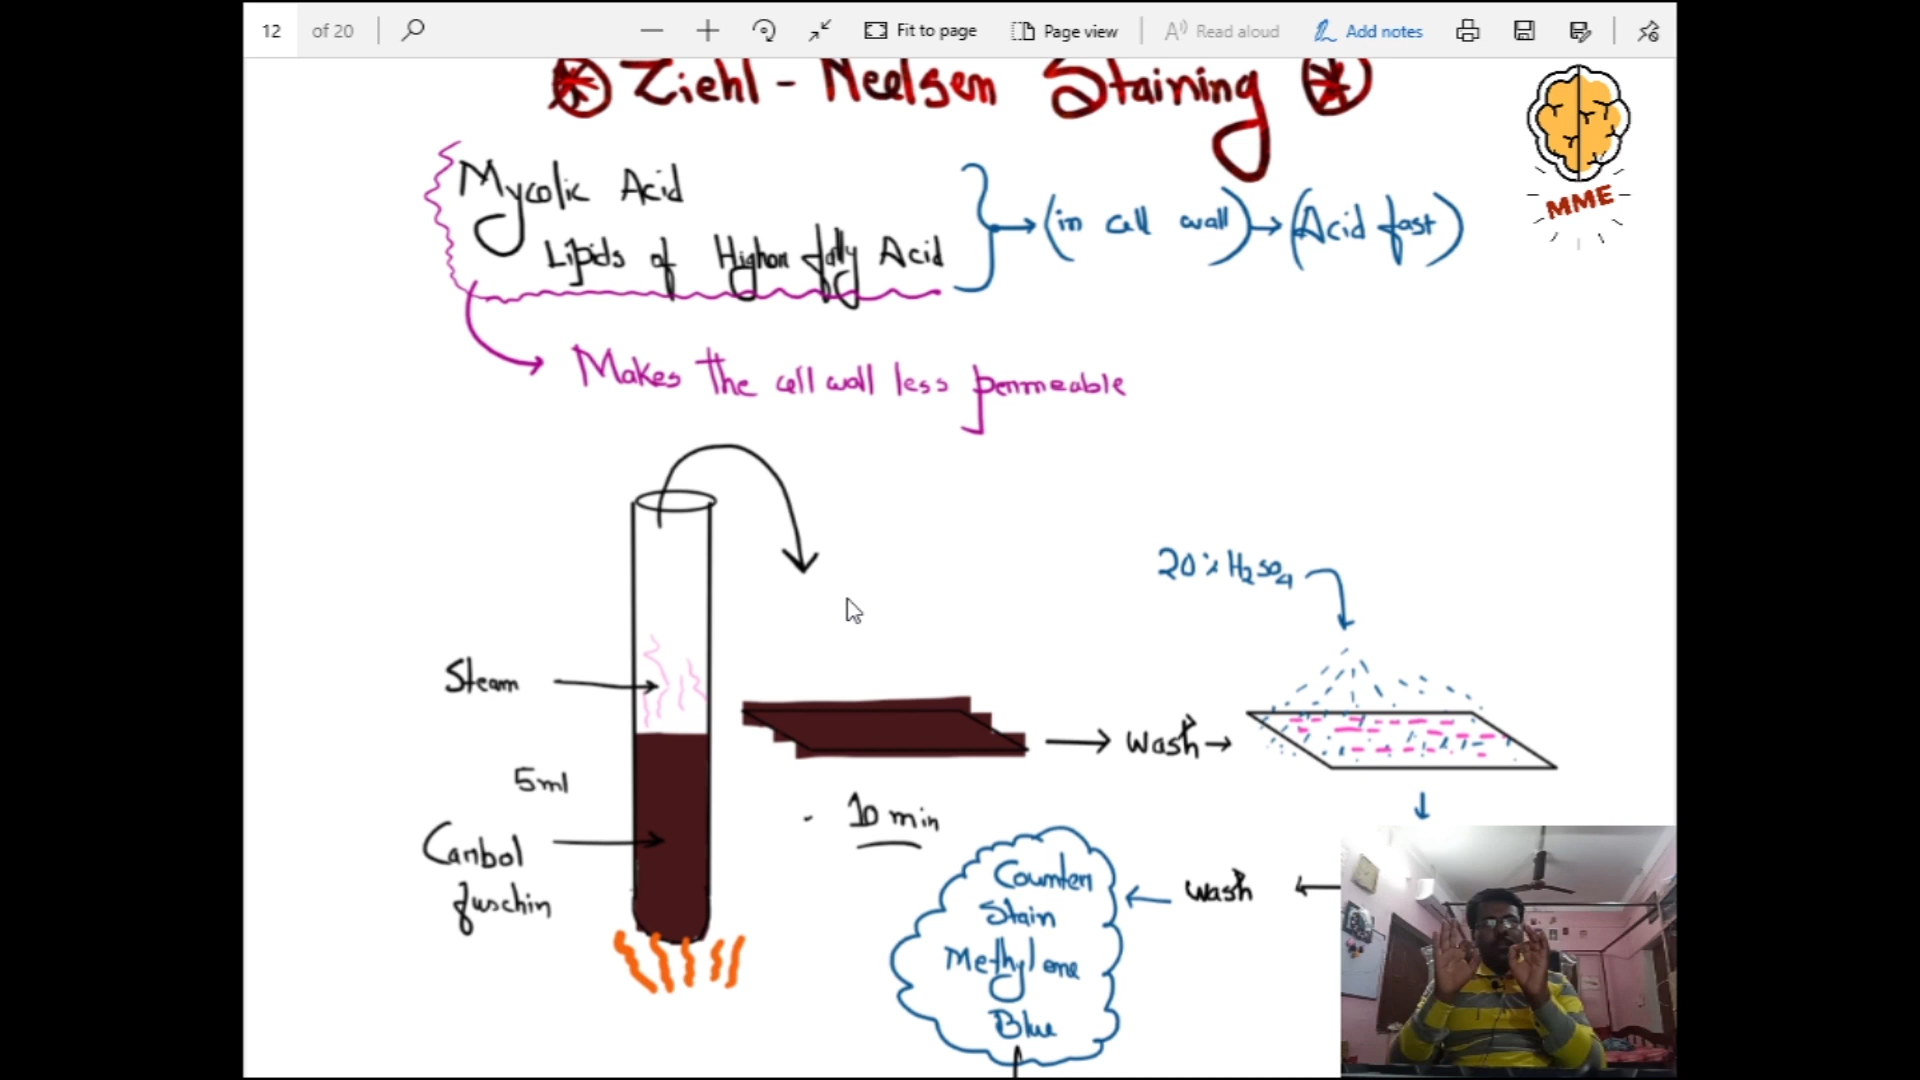 12 of 20 Fit to page Page view Read aloud Add notes
Ziehl - Neelsen Staining
MME
Mycolic Acid
Lipids of Higher fatty Acid
(in cell wall) → (Acid fast)
Makes the cell wall less permeable
20% H2SO4
Steam
Wash
5ml
10 min
Carbol
fuschin
Counter
Stain
Methylene
Blue
Wash